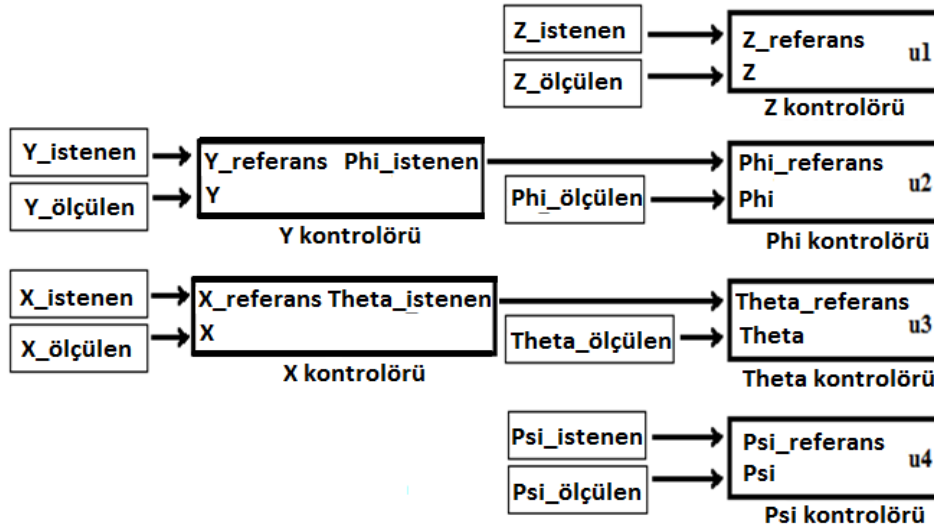 Z_istenen
Z_ölçülen
Z_referans
Z
u1
Z kontrolörü
Y_istenen
Y_ölçülen
Y_referans Phi_istenen
Y
Y kontrolörü
Phi_ölçülen
Phi_referans
Phi
u2
Phi kontrolörü
X_istenen
X_ölçülen
X_referans Theta_istenen
X
X kontrolörü
Theta_ölçülen
Theta_referans
Theta
u3
Theta kontrolörü
Psi_istenen
Psi_ölçülen
Psi_referans
Psi
u4
Psi kontrolörü